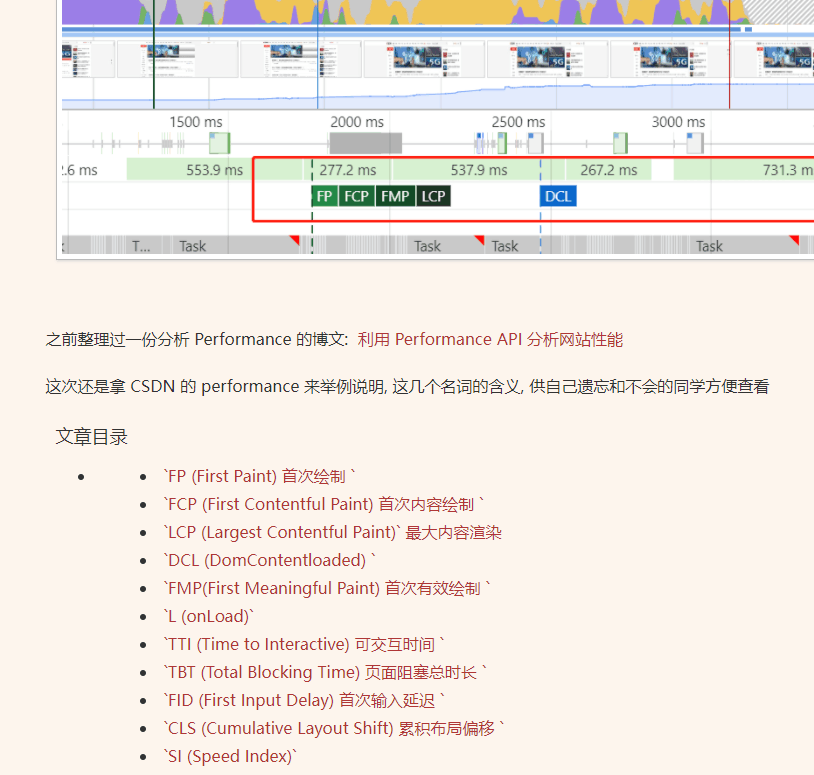 1500 ms 2000 ms 2500 ms 3000 ms
2.6 ms 553.9 ms 277.2 ms 537.9 ms 267.2 ms 731.3 m
FP FCP FMP LCP DCL
T... Task Task Task Task
之前整理过一份分析 Performance 的博文: 利用 Performance API 分析网站性能
这次还是拿 CSDN 的 performance 来举例说明, 这几个名词的含义, 供自己遗忘和不会的同学方便查看
文章目录
`FP (First Paint) 首次绘制 `
`FCP (First Contentful Paint) 首次内容绘制 `
`LCP (Largest Contentful Paint)` 最大内容渲染
`DCL (DomContentloaded) `
`FMP(First Meaningful Paint) 首次有效绘制 `
`L (onLoad)`
`TTI (Time to Interactive) 可交互时间 `
`TBT (Total Blocking Time) 页面阻塞总时长 `
`FID (First Input Delay) 首次输入延迟 `
`CLS (Cumulative Layout Shift) 累积布局偏移 `
`SI (Speed Index)`